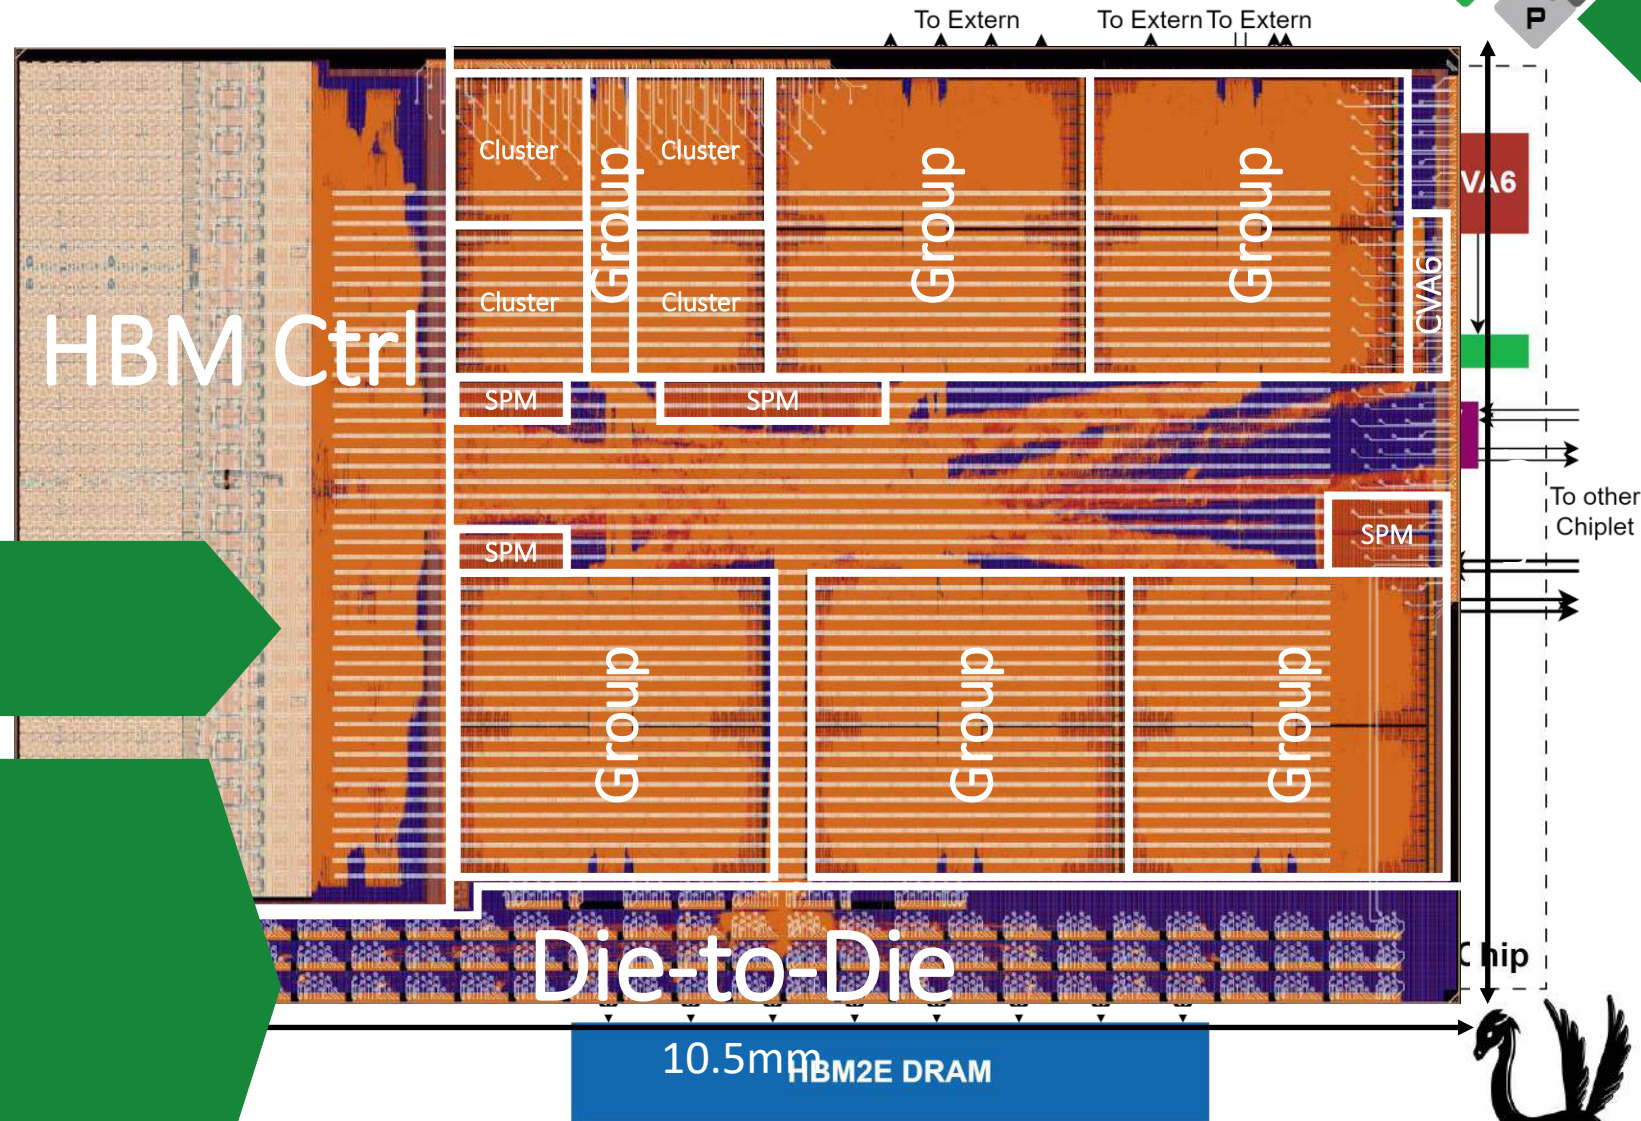 To Extern
To Extern
To Extern
P
Cluster
Group
Cluster
Group
Group
VA6
Cluster
Cluster
CVA6
HBM Ctrl
SPM
SPM
To other
Chiplet
SPM
SPM
Group
Group
Group
Die-to-Die
Chip
10.5mm
HBM2E DRAM